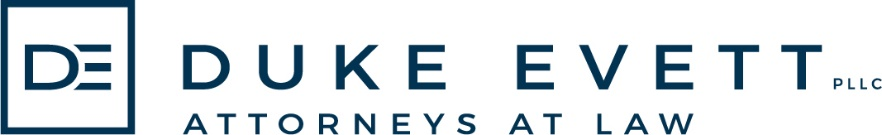 DE
DUKE EVETT PLLC
ATTORNEYS AT LAW